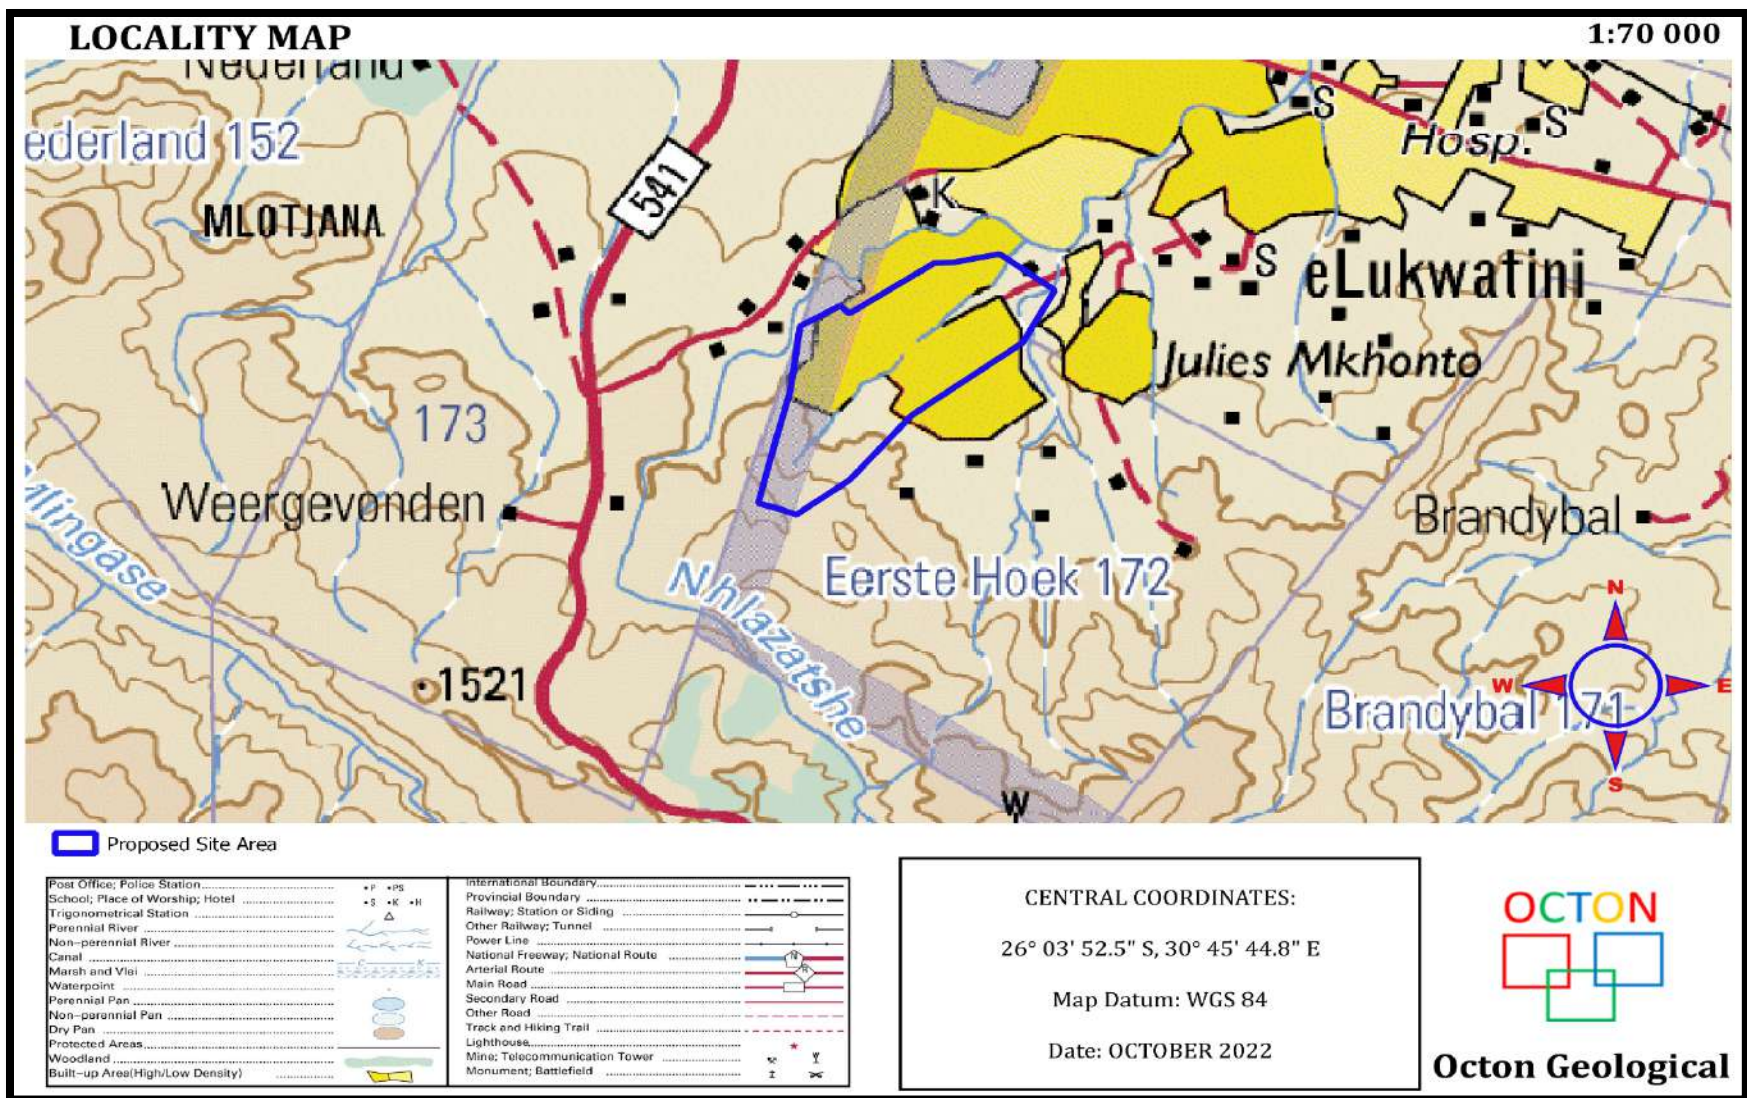 LOCALITY MAP
1:70 000
Nederland
ederland 152
541
S
S
Hosp.
K
MLOTJANA
S
eLukwatini
Julies Mkhonto
173
Weergevonden
Brandybal
Mlingase
Nhlazatshe
Eerste Hoek 172
1521
Brandybal 171
W
N
W
E
S
Proposed Site Area
Post Office; Police Station
P PS
School; Place of Worship; Hotel
S K H
Trigonometrical Station
Perennial River
Non-perennial River
Canal
Marsh and Vlei
Waterpoint
Perennial Pan
Non-perennial Pan
Dry Pan
Protected Areas
Woodland
Built-up Area(High/Low Density)
International Boundary
Provincial Boundary
Railway; Station or Siding
Other Railway; Tunnel
Power Line
National Freeway; National Route
N
Arterial Route
R
Main Road
Secondary Road
Other Road
Track and Hiking Trail
Lighthouse
Mine; Telecommunication Tower
Monument; Battlefield
CENTRAL COORDINATES:
26° 03' 52.5" S, 30° 45' 44.8" E
Map Datum: WGS 84
Date: OCTOBER 2022
OCTON
Octon Geological